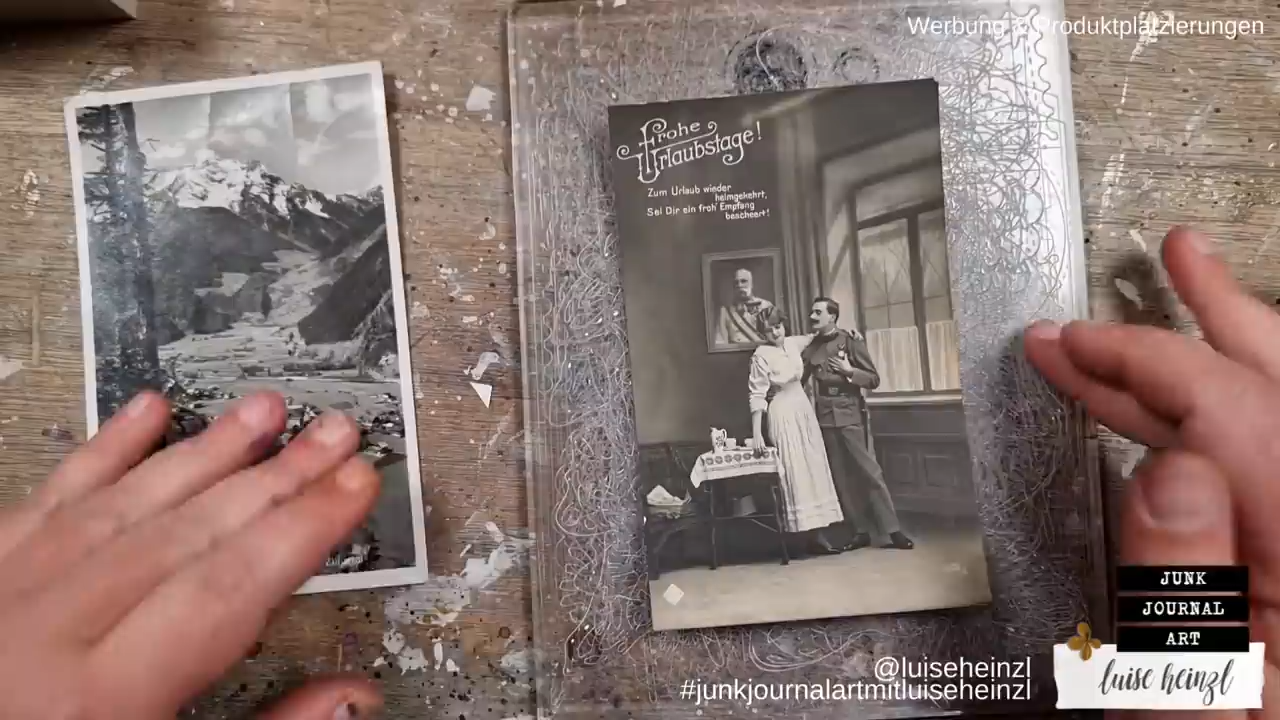 Werbung & Produktplatzierungen
Frohe
Urlaubstage!
Zum Urlaub wieder
heimgekehrt,
Sei Dir ein froh' Empfang
bescheert!
JUNK
JOURNAL
ART
@luiseheinzl
#junkjournalartmitluiseheinzl
luise heinzl